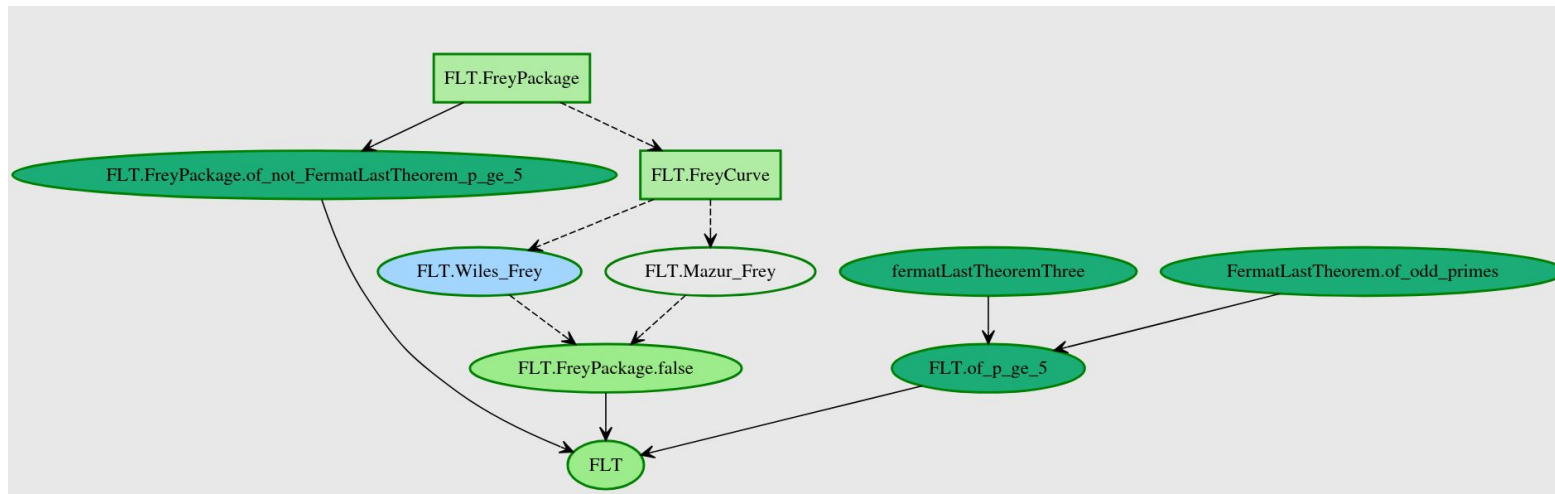 FLT.FreyPackage
FLT.FreyPackage.of_not_FermatLastTheorem_p_ge_5
FLT.FreyCurve
FLT.Wiles_Frey
FLT.Mazur_Frey
fermatLastTheoremThree
FermatLastTheorem.of_odd_primes
FLT.FreyPackage.false
FLT.of_p_ge_5
FLT